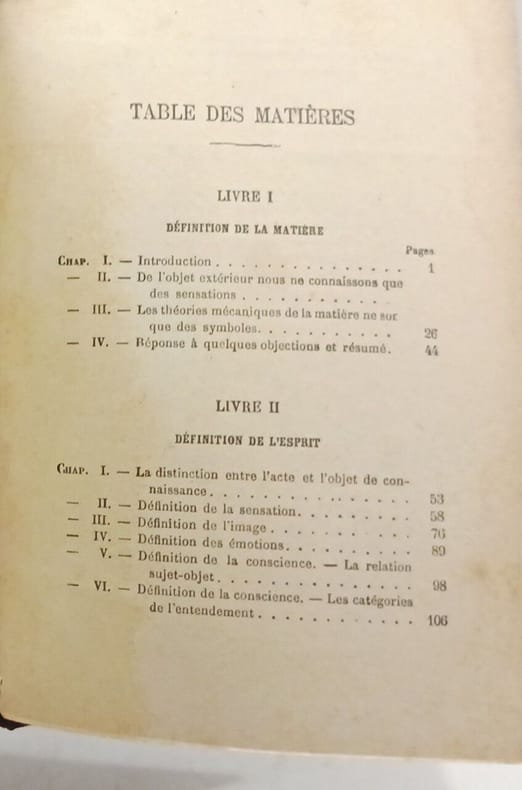 TABLE DES MATIÈRES
LIVRE I
DÉFINITION DE LA MATIÈRE
Pages
CHAP. I. — Introduction . . . . . . . . . . . . . . . 1
— II. — De l'objet extérieur nous ne connaissons que
des sensations . . . . . . . . . . .
— III. — Les théories mécaniques de la matière ne
que des symboles. . . . . . . . . . . 26
— IV. — Réponse à quelques objections et résumé. 44
LIVRE II
DÉFINITION DE L'ESPRIT
CHAP. I. — La distinction entre l'acte et l'objet de con-
naissance . . . . . . . . . . . . . . 53
— II. — Définition de la sensation. . . . . . . . 58
— III. — Définition de l'image . . . . . . . . . . 76
— IV. — Définition des émotions. . . . . . . . . 89
— V. — Définition de la conscience. — La relation
sujet-objet . . . . . . . . . . . . . . 98
— VI. — Définition de la conscience. — Les catégories
de l'entendement . . . . . . . . . . . 106